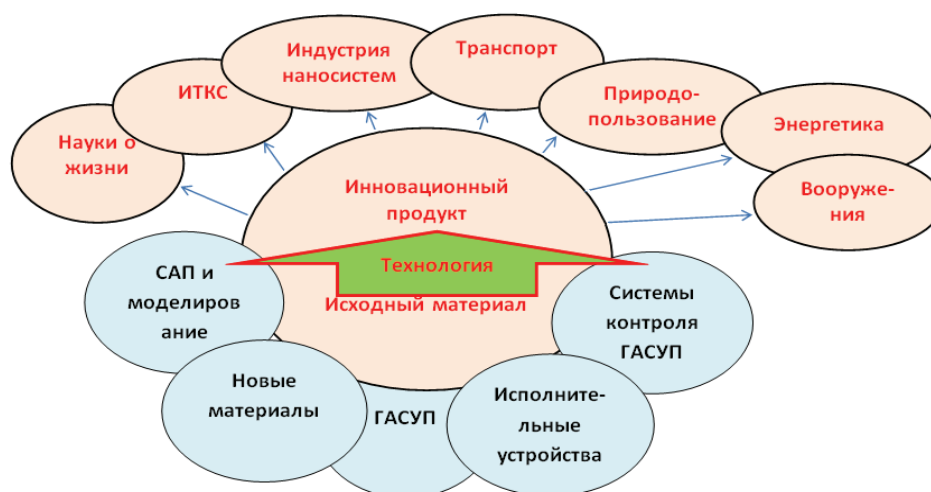 Науки о
жизни
ИТКС
Индустрия
наносистем
Транспорт
Природо-
пользование
Энергетика
Вооруже-
ния
Инновационный
продукт
Технология
Исходный материал
САП и
моделиров
ание
Новые
материалы
ГАСУП
Исполните-
льные
устройства
Системы
контроля
ГАСУП